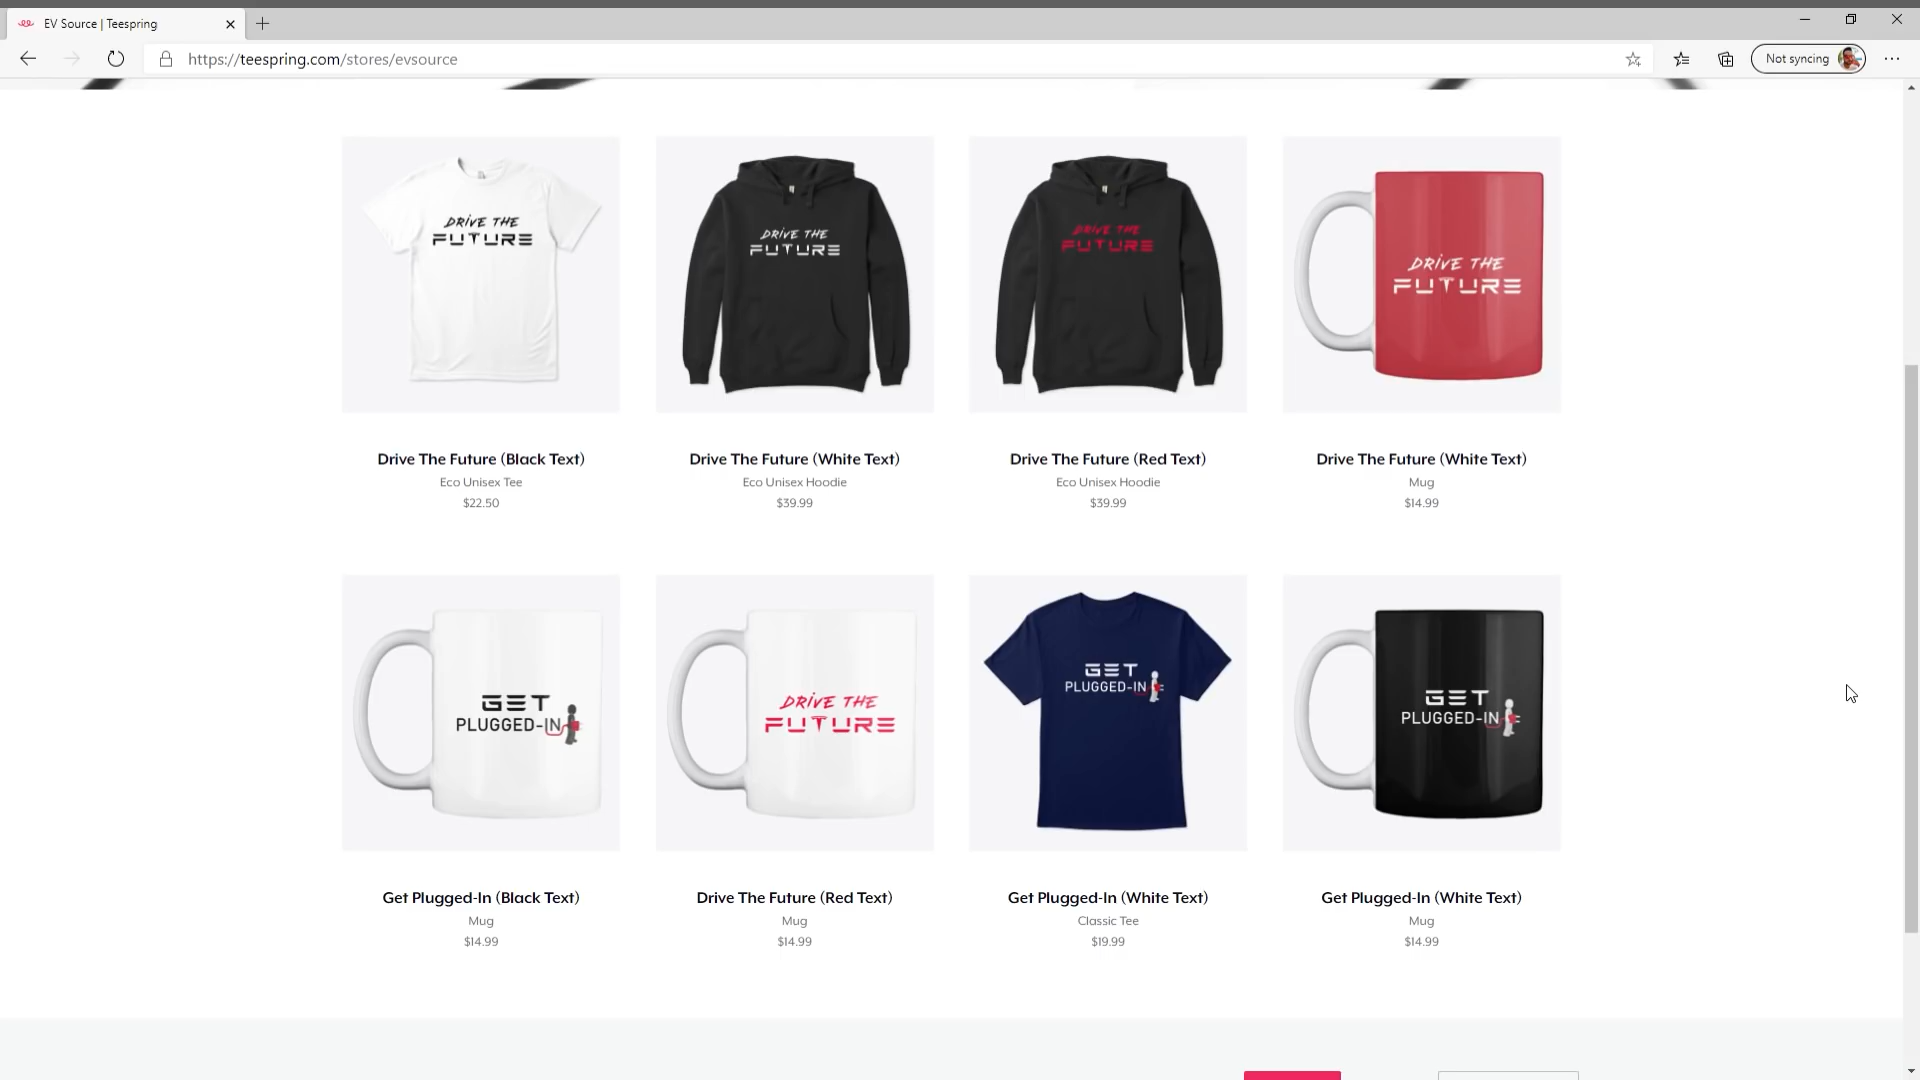 EV Source | Teespring
https://teespring.com/stores/evsource
Not syncing
DRIVE THE
FUTURE
DRIVE THE
FUTURE
DRIVE THE
FUTURE
DRIVE THE
FUTURE
Drive The Future (Black Text)
Eco Unisex Tee
$22.50
Drive The Future (White Text)
Eco Unisex Hoodie
$39.99
Drive The Future (Red Text)
Eco Unisex Hoodie
$39.99
Drive The Future (White Text)
Mug
$14.99
GET
PLUGGED-IN
DRIVE THE
FUTURE
GET
PLUGGED-IN
GET
PLUGGED-IN
Get Plugged-In (Black Text)
Mug
$14.99
Drive The Future (Red Text)
Mug
$14.99
Get Plugged-In (White Text)
Classic Tee
$19.99
Get Plugged-In (White Text)
Mug
$14.99